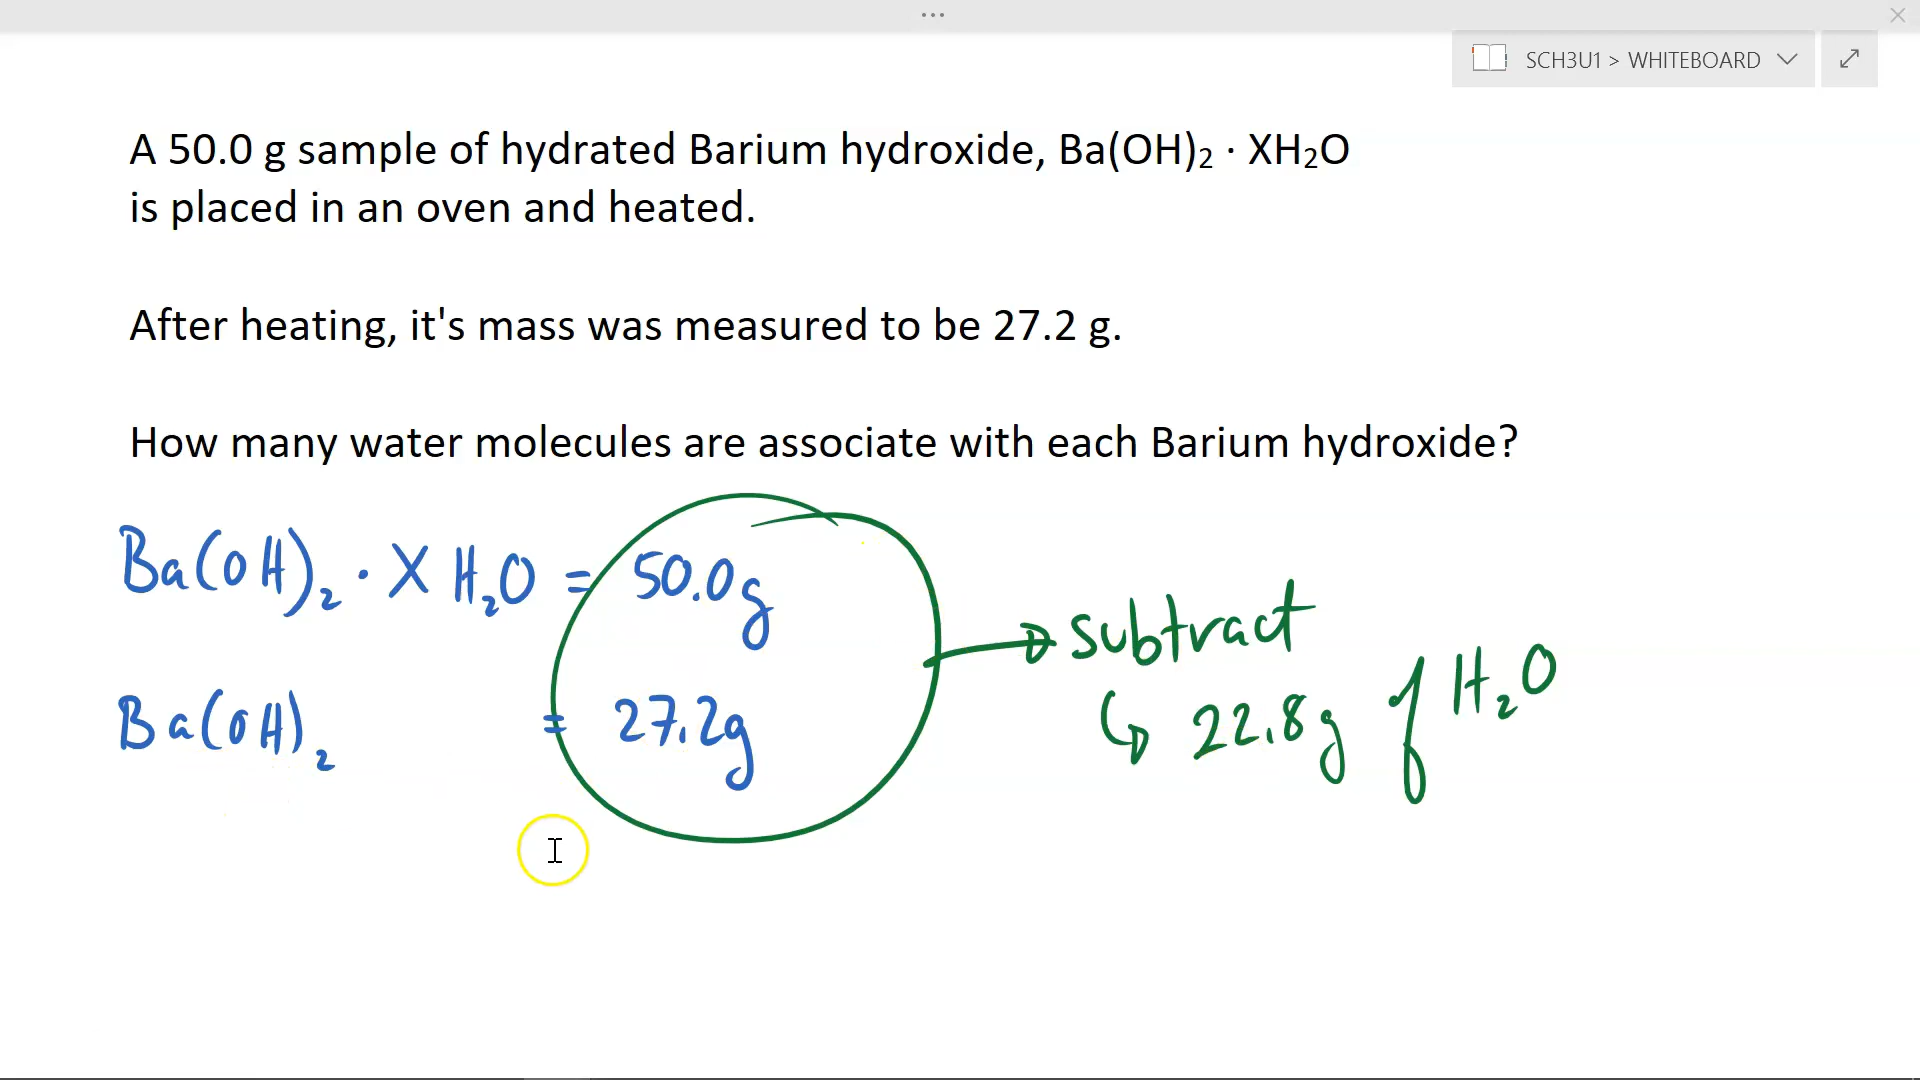 ...
SCH3U1 > WHITEBOARD
A 50.0 g sample of hydrated Barium hydroxide, Ba(OH)₂ · XH₂O
is placed in an oven and heated.
After heating, it's mass was measured to be 27.2 g.
How many water molecules are associate with each Barium hydroxide?
Ba(OH)₂ · X H₂O = 50.0g
Ba(OH)₂ = 27.2g
subtract
22.8g of H₂O